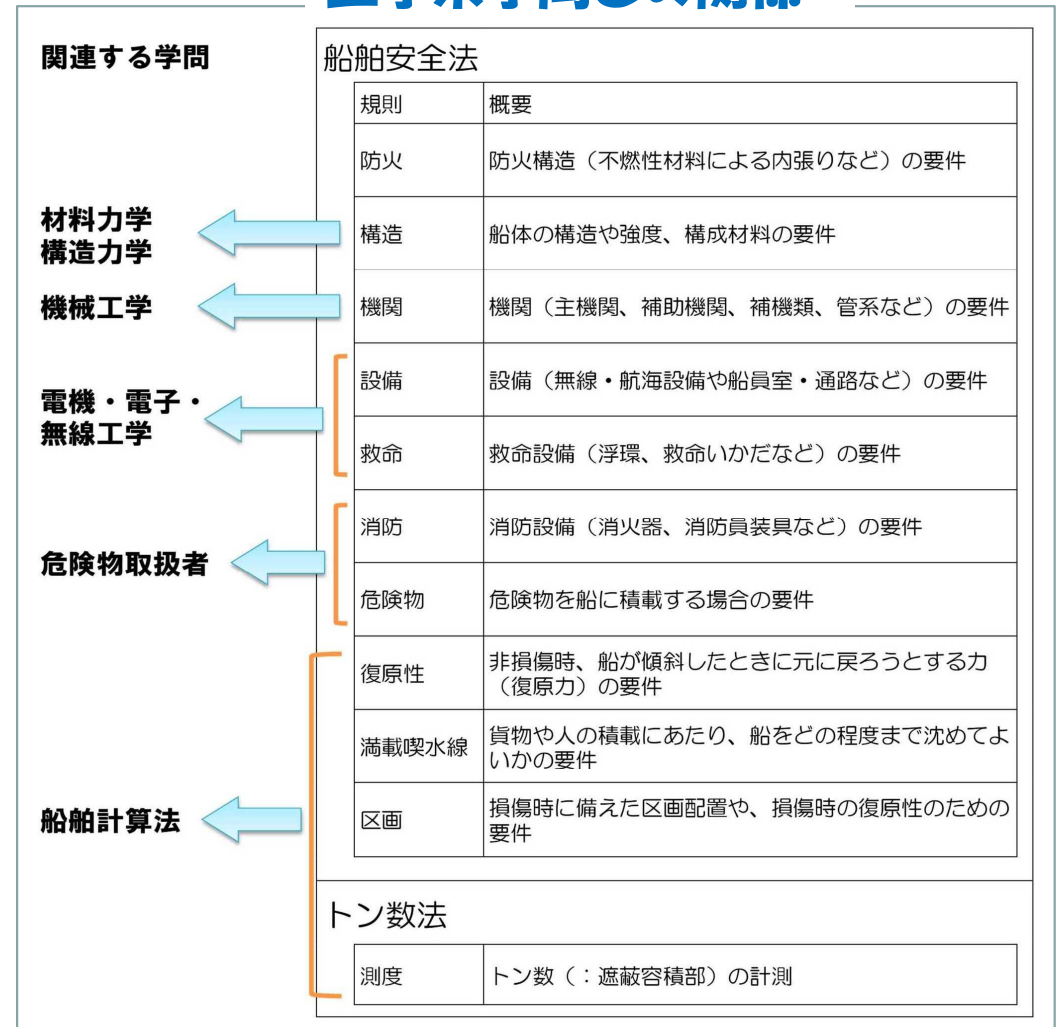 関連する学問
船舶安全法
規則 概要
防火 防火構造（不燃性材料による内張りなど）の要件
材料力学
構造力学
構造 船体の構造や強度、構成材料の要件
機械工学
機関 機関（主機関、補助機関、補機類、管系など）の要件
電機・電子・
無線工学
設備 設備（無線・航海設備や船員室・通路など）の要件
救命 救命設備（浮環、救命いかだなど）の要件
危険物取扱者
消防 消防設備（消火器、消防員装具など）の要件
危険物 危険物を船に積載する場合の要件
船舶計算法
復原性 非損傷時、船が傾斜したときに元に戻ろうとする力
（復原力）の要件
満載喫水線 貨物や人の積載にあたり、船をどの程度まで沈めてよ
いかの要件
区画 損傷時に備えた区画配置や、損傷時の復原性のための
要件
トン数法
測度 トン数（：遮蔽容積部）の計測